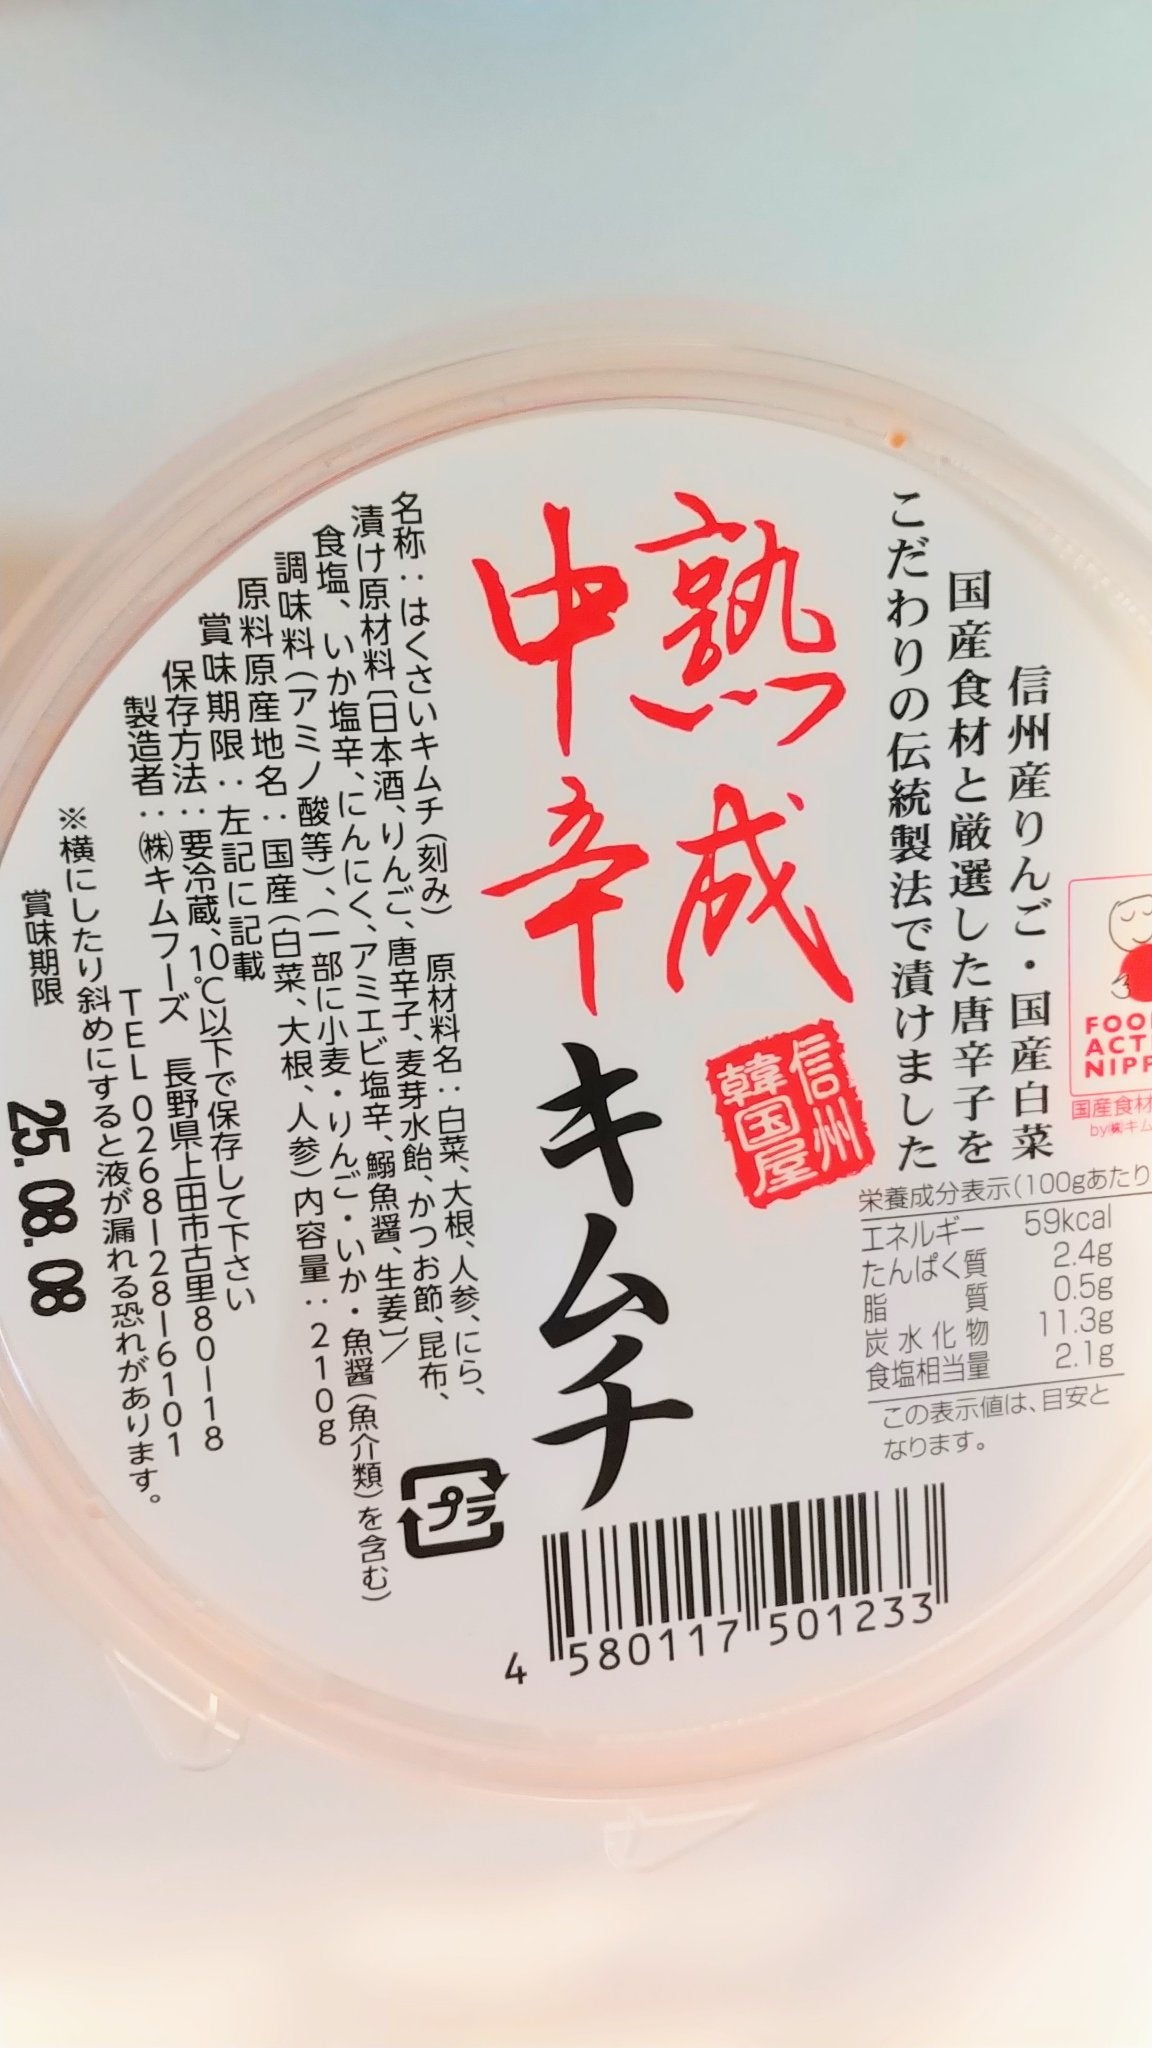 信州産りんご・国産白菜
国産食材と厳選した唐辛子を
こだわりの伝統製法で漬けました
熟成
中辛
キムチ
信州
韓国屋
FOO
ACT
NIPP
国産食材
by㈱キム
栄養成分表示(100gあたり
エネルギー 59kcal
たんぱく質 2.4g
脂質 0.5g
炭水化物 11.3g
食塩相当量 2.1g
この表示値は、目安と
なります。
名称：はくさいキムチ(刻み) 原材料名：白菜、大根、人参、にら、
漬け原材料〔日本酒、りんご、唐辛子、麦芽水飴、かつお節、昆布、
食塩、いか塩辛、にんにく、アミエビ塩辛、鰯魚醤、生姜〕／
調味料(アミノ酸等)、(一部に小麦・りんご・いか・魚醤(魚介類)を含む)
原料原産地名：国産(白菜、大根、人参) 内容量：210g
賞味期限：左記に記載
保存方法：要冷蔵、10℃以下で保存して下さい
製造者：㈱キムフーズ 長野県上田市古里80－18
TEL 0268－28－6101
※横にしたり斜めにすると液が漏れる恐れがあります。
賞味期限
25.08.08
プラ
4 580117 501233